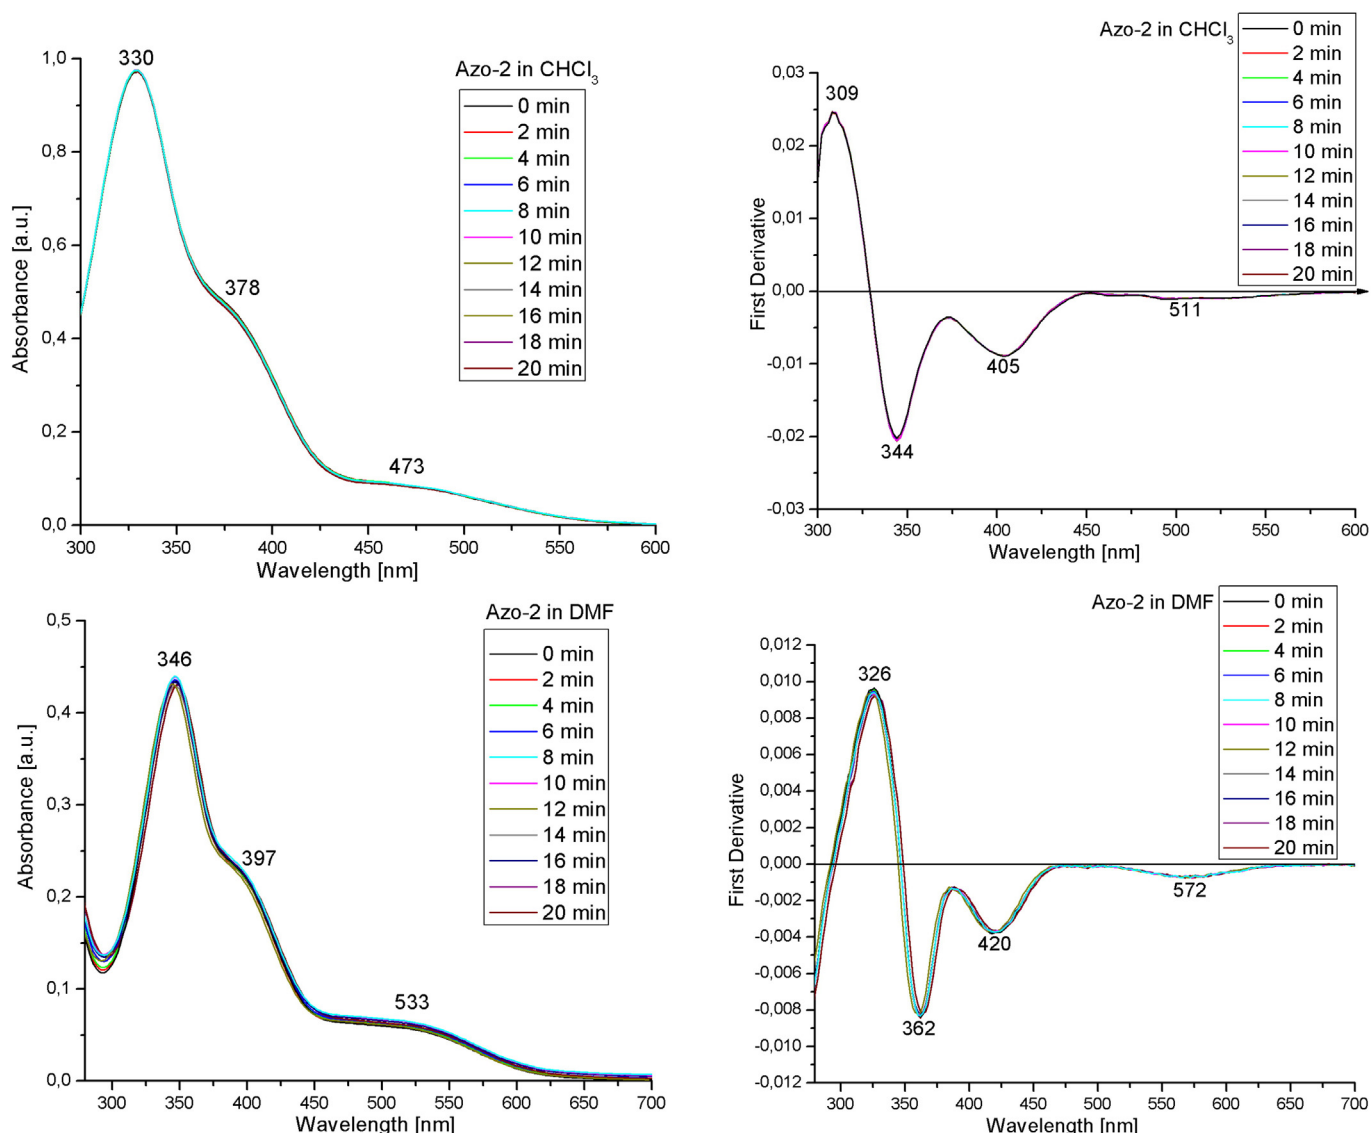 Azo-2 in CHCl3
0 min
2 min
4 min
6 min
8 min
10 min
12 min
14 min
16 min
18 min
20 min
330
378
473
1,0
0,8
0,6
0,4
0,2
0,0
Absorbance [a.u.]
300 350 400 450 500 550 600
Wavelength [nm]
Azo-2 in CHCl3
0 min
2 min
4 min
6 min
8 min
10 min
12 min
14 min
16 min
18 min
20 min
309
344
405
511
0,03
0,02
0,01
0,00
-0,01
-0,02
-0,03
First Derivative
300 350 400 450 500 550 600
Wavelength [nm]
Azo-2 in DMF
0 min
2 min
4 min
6 min
8 min
10 min
12 min
14 min
16 min
18 min
20 min
346
397
533
0,5
0,4
0,3
0,2
0,1
0,0
Absorbance [a.u.]
300 350 400 450 500 550 600 650 700
Wavelength [nm]
Azo-2 in DMF
0 min
2 min
4 min
6 min
8 min
10 min
12 min
14 min
16 min
18 min
20 min
326
362
420
572
0,012
0,010
0,008
0,006
0,004
0,002
0,000
-0,002
-0,004
-0,006
-0,008
-0,010
-0,012
First Derivative
300 350 400 450 500 550 600 650 700
Wavelength [nm]